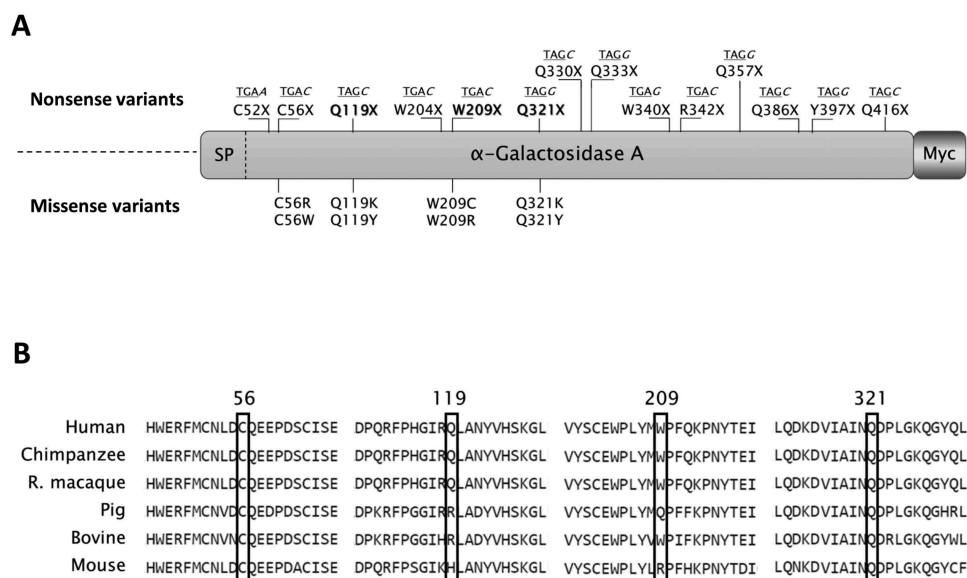 A
TAGC TAGG TAGG
Q330X Q333X Q357X
Nonsense variants
TGAA TGAC TAGC TGAC TGAC TAGG TGAG TGAC TAGC TAGG TAGC
C52X C56X Q119X W204X W209X Q321X W340X R342X Q386X Y397X Q416X
SP α-Galactosidase A Myc
Missense variants
C56R Q119K W209C Q321K
C56W Q119Y W209R Q321Y
B
56 119 209 321
Human HWERFMCNLDCQEEPDSCISE DPQRFPHGIRQLANYVHSKGL VYSCEWPLYMWPFQKPNYTEI LQDKDVIAINQDPLGKQGYQL
Chimpanzee HWERFMCNLDCQEEPDSCISE DPQRFPHGIRQLANYVHSKGL VYSCEWPLYMWPFQKPNYTEI LQDKDVIAINQDPLGKQGYQL
R. macaque HWERFMCNLDCQEEPDSCISE DPQRFPHGIRQLANYVHSKGL VYSCEWPLYMWPFQKPNYTEI LQDKDVIAINQDPLGKQGYQL
Pig HWERFMCNVDCQEDPDSCISE DPKRFPGGIRRLADYVHSKGL VYSCEWPLYMQPFFKPNYTEI LQDKDVIAINQDPLGKQGHRL
Bovine HWERFMCNVNCQEEPDSCISE DPKRFPGGIHRLADYVHSKGL VYSCEWPLYVWPIFKPNYTEI LQDKDVIAINQDRLGKQGYWL
Mouse HWERFMCNLDCQEEPDACISE DPQRFPSGIKHLANYVHSKGL VYSCEWPLYLRPFHKPNYTDI LQNKDVIAINQDPLGKQGYCF